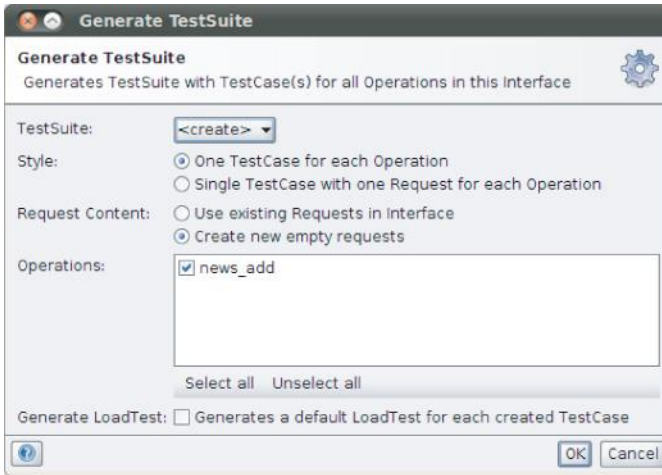 Generate TestSuite
Generate TestSuite
Generates TestSuite with TestCase(s) for all Operations in this Interface
TestSuite: <create>
Style: One TestCase for each Operation
Single TestCase with one Request for each Operation
Request Content: Use existing Requests in Interface
Create new empty requests
Operations: news_add
Select all Unselect all
Generate LoadTest: Generates a default LoadTest for each created TestCase
? OK Cancel